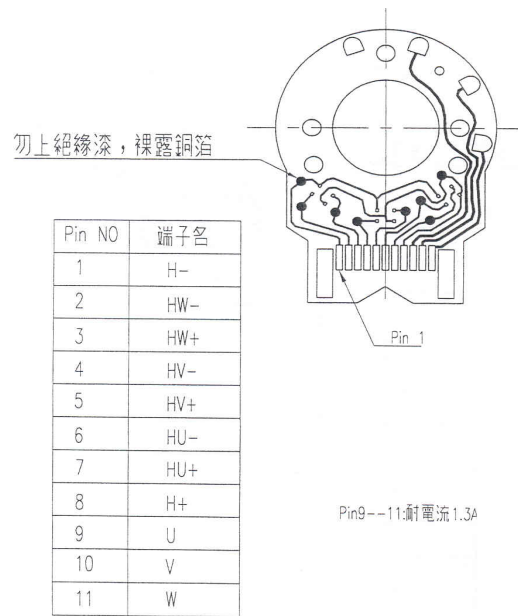 勿上絕緣漆，裸露銅箔
Pin 1
Pin NO 端子名
1 H-
2 HW-
3 HW+
4 HV-
5 HV+
6 HU-
7 HU+
8 H+
9 U
10 V
11 W
Pin9--11:耐電流1.3A